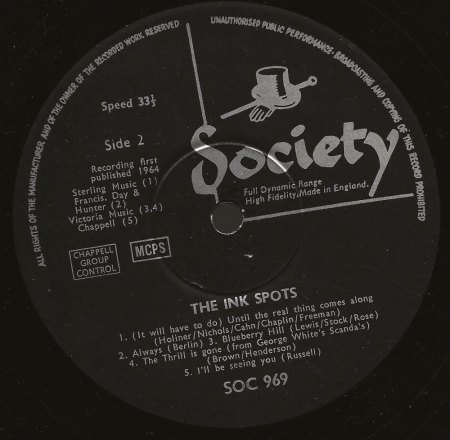 ALL RIGHTS OF THE MANUFACTURER AND OF THE OWNER OF THE RECORDED WORK RESERVED
UNAUTHORISED PUBLIC PERFORMANCE · BROADCASTING AND COPYING OF THIS RECORD PROHIBITED
Speed 33⅓
Side 2
Recording first
published 1964
Sterling Music (1)
Francis, Day &
Hunter (2)
Victoria Music (3,4)
Chappell (5)
CHAPPELL
GROUP
CONTROL
MCPS
Society
Full Dynamic Range
High Fidelity. Made in England.
THE INK SPOTS
1. (It will have to do) Until the real thing comes along
(Holiner/Nichols/Cahn/Chaplin/Freeman)
2. Always (Berlin) 3. Blueberry Hill (Lewis/Stock/Rose)
4. The Thrill is gone (from George White's Scandals)
(Brown/Henderson)
5. I'll be seeing you (Russell)
SOC 969